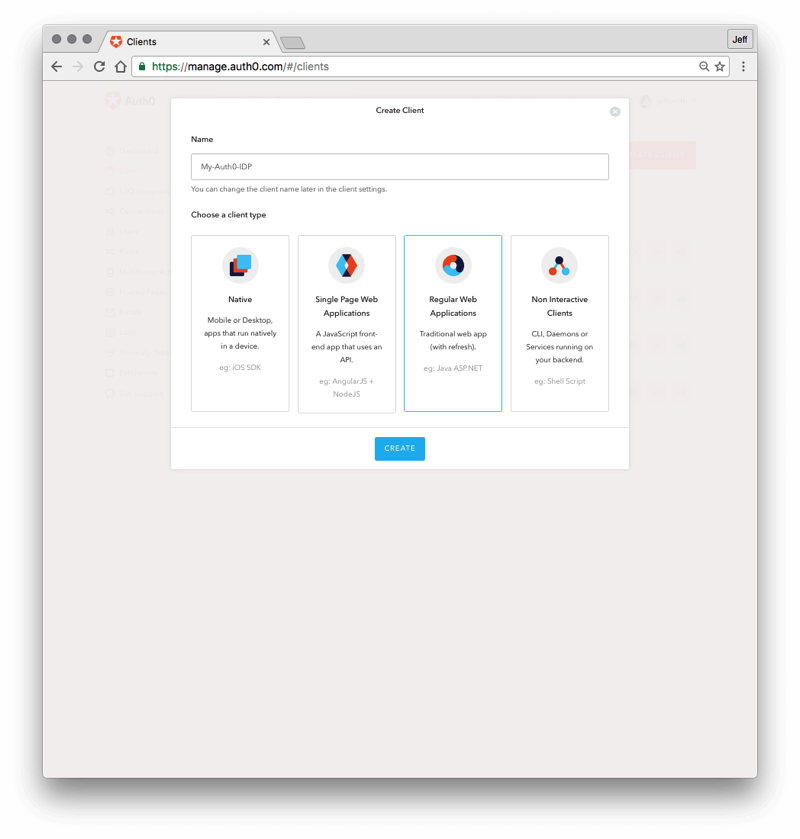 Clients
Jeff
https://manage.auth0.com/#/clients
Auth0
Create Client
Name
My-Auth0-IDP
You can change the client name later in the client settings.
Choose a client type
Native
Mobile or Desktop,
apps that run natively
in a device.
eg: iOS SDK
Single Page Web
Applications
A JavaScript front-
end app that uses an
API.
eg: AngularJS +
NodeJS
Regular Web
Applications
Traditional web app
(with refresh).
eg: Java ASP.NET
Non Interactive
Clients
CLI, Daemons or
Services running on
your backend.
eg: Shell Script
CREATE